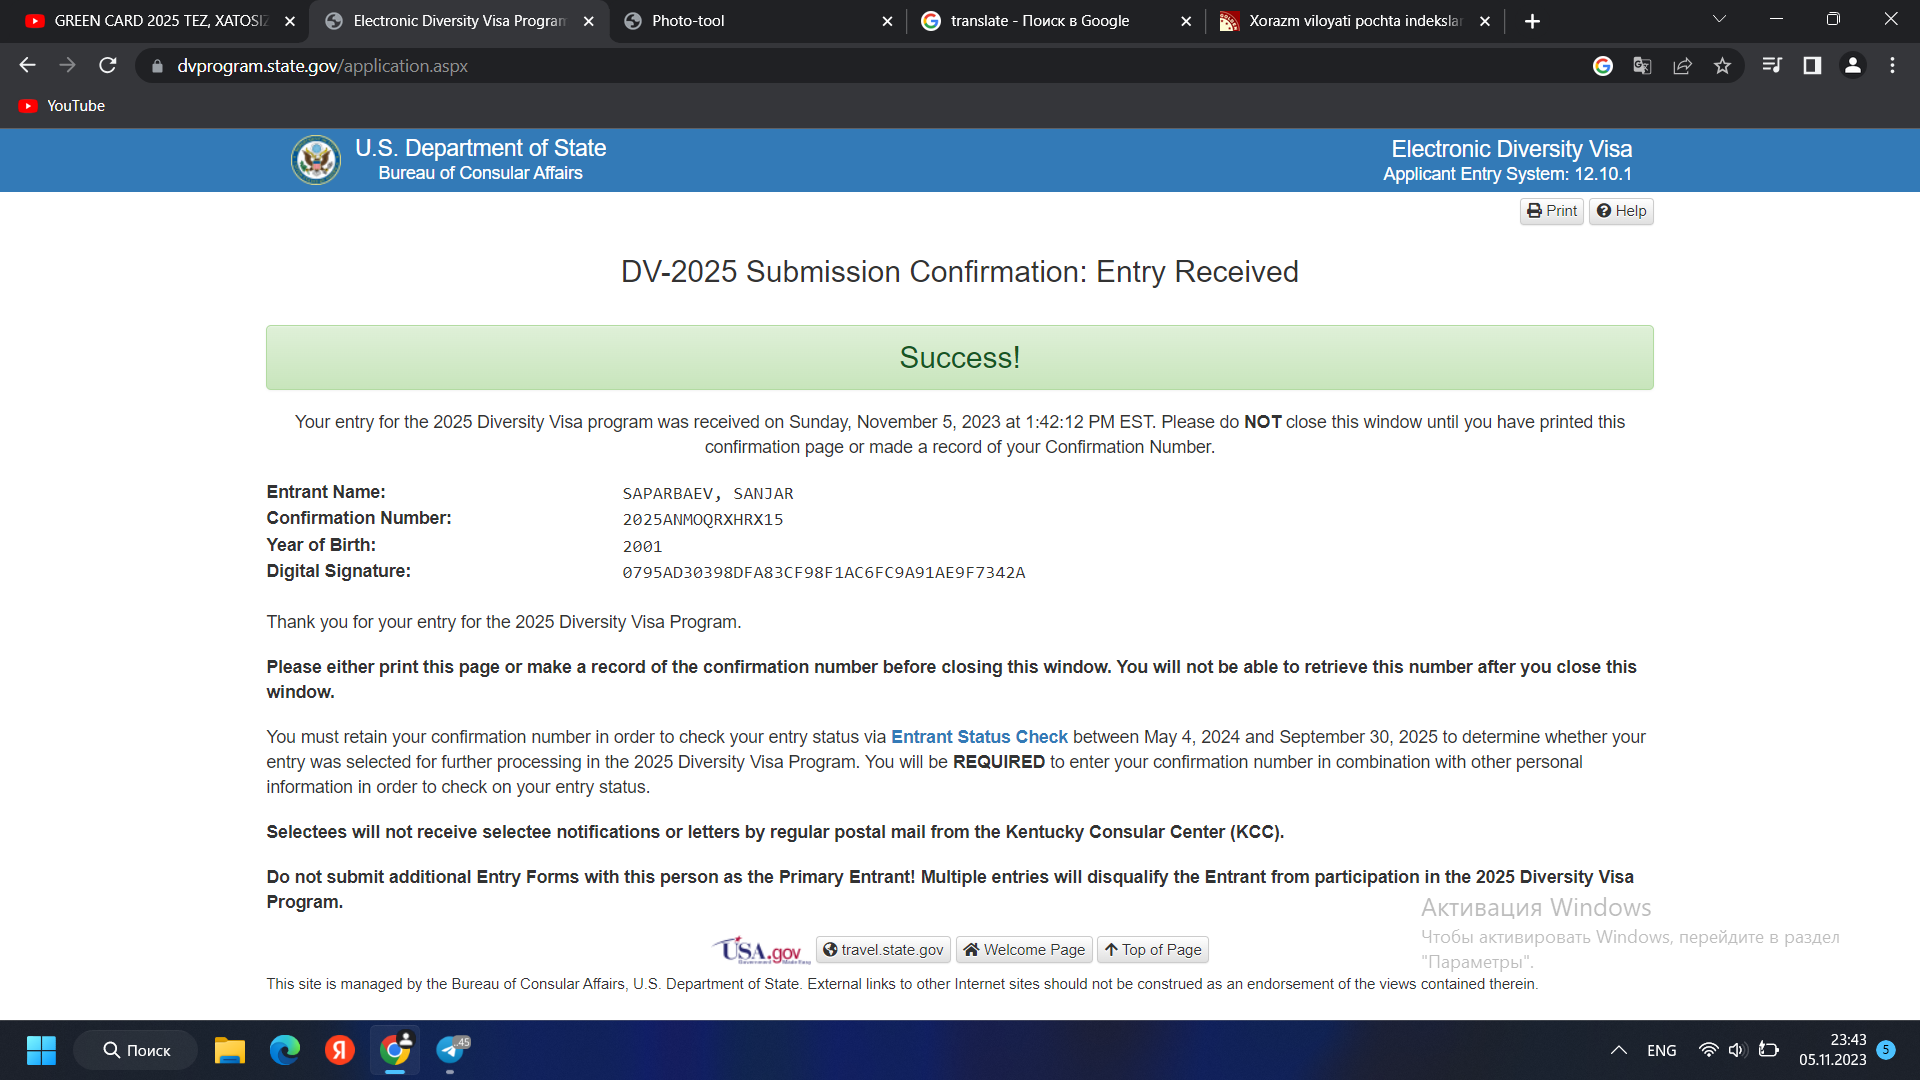 GREEN CARD 2025 TEZ, XATOSIZ
Electronic Diversity Visa Program
Photo-tool
translate - Поиск в Google
Xorazm viloyati pochta indekslar
dvprogram.state.gov/application.aspx
YouTube
U.S. Department of State
Bureau of Consular Affairs
Electronic Diversity Visa
Applicant Entry System: 12.10.1
Print
Help
DV-2025 Submission Confirmation: Entry Received
Success!
Your entry for the 2025 Diversity Visa program was received on Sunday, November 5, 2023 at 1:42:12 PM EST. Please do NOT close this window until you have printed this
confirmation page or made a record of your Confirmation Number.
Entrant Name: SAPARBAEV, SANJAR
Confirmation Number: 2025ANMOQRXHRX15
Year of Birth: 2001
Digital Signature: 0795AD30398DFA83CF98F1AC6FC9A91AE9F7342A
Thank you for your entry for the 2025 Diversity Visa Program.
Please either print this page or make a record of the confirmation number before closing this window. You will not be able to retrieve this number after you close this
window.
You must retain your confirmation number in order to check your entry status via Entrant Status Check between May 4, 2024 and September 30, 2025 to determine whether your
entry was selected for further processing in the 2025 Diversity Visa Program. You will be REQUIRED to enter your confirmation number in combination with other personal
information in order to check on your entry status.
Selectees will not receive selectee notifications or letters by regular postal mail from the Kentucky Consular Center (KCC).
Do not submit additional Entry Forms with this person as the Primary Entrant! Multiple entries will disqualify the Entrant from participation in the 2025 Diversity Visa
Program.
Активация Windows
Чтобы активировать Windows, перейдите в раздел
"Параметры".
USA.gov
travel.state.gov
Welcome Page
Top of Page
This site is managed by the Bureau of Consular Affairs, U.S. Department of State. External links to other Internet sites should not be construed as an endorsement of the views contained therein.
Поиск
Я
45
ENG
23:43
05.11.2023
5